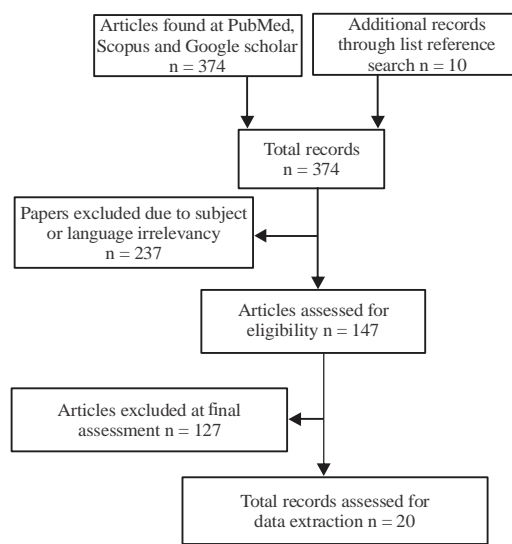 Articles found at PubMed,
Scopus and Google scholar
n = 374
Additional records
through list reference
search n = 10
Total records
n = 374
Papers excluded due to subject
or language irrelevancy
n = 237
Articles assessed for
eligibility n = 147
Articles excluded at final
assessment n = 127
Total records assessed for
data extraction n = 20